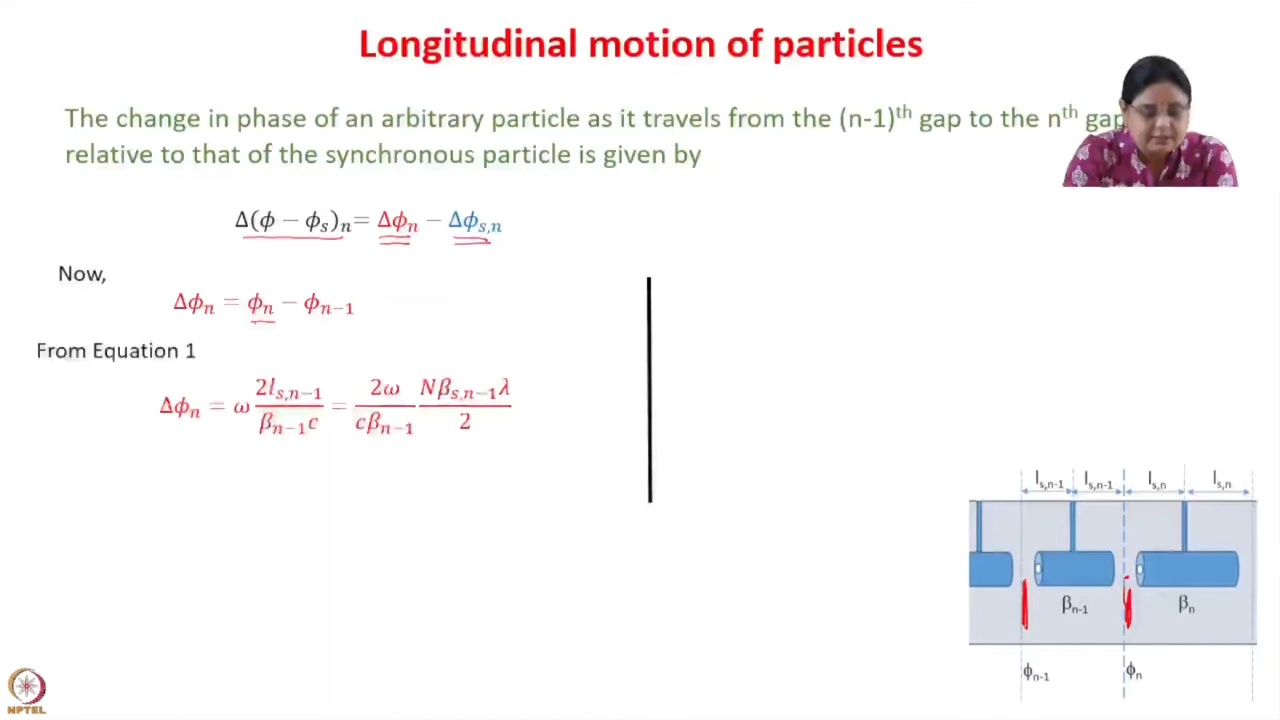 Longitudinal motion of particles
The change in phase of an arbitrary particle as it travels from the (n-1)th gap to the nth gap
relative to that of the synchronous particle is given by
Δ(ϕ − ϕₛ)ₙ= Δϕₙ − Δϕₛ,ₙ
Now,
Δϕₙ = ϕₙ − ϕₙ₋₁
From Equation 1
Δϕₙ = ω 2lₛ,ₙ₋₁ / βₙ₋₁c = 2ω / cβₙ₋₁ Nβₛ,ₙ₋₁λ / 2
lₛ,ₙ₋₁ lₛ,ₙ₋₁ lₛ,ₙ lₛ,ₙ
βₙ₋₁ βₙ
ϕₙ₋₁ ϕₙ
NPTEL